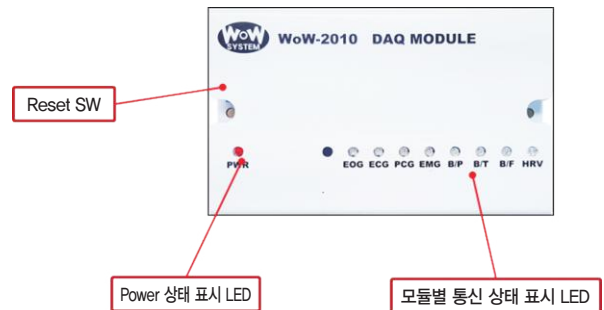 WOW
SYSTEM
WoW-2010 DAQ MODULE
Reset SW
PWR
EOG ECG PCG EMG B/P B/T B/F HRV
Power 상태 표시 LED
모듈별 통신 상태 표시 LED